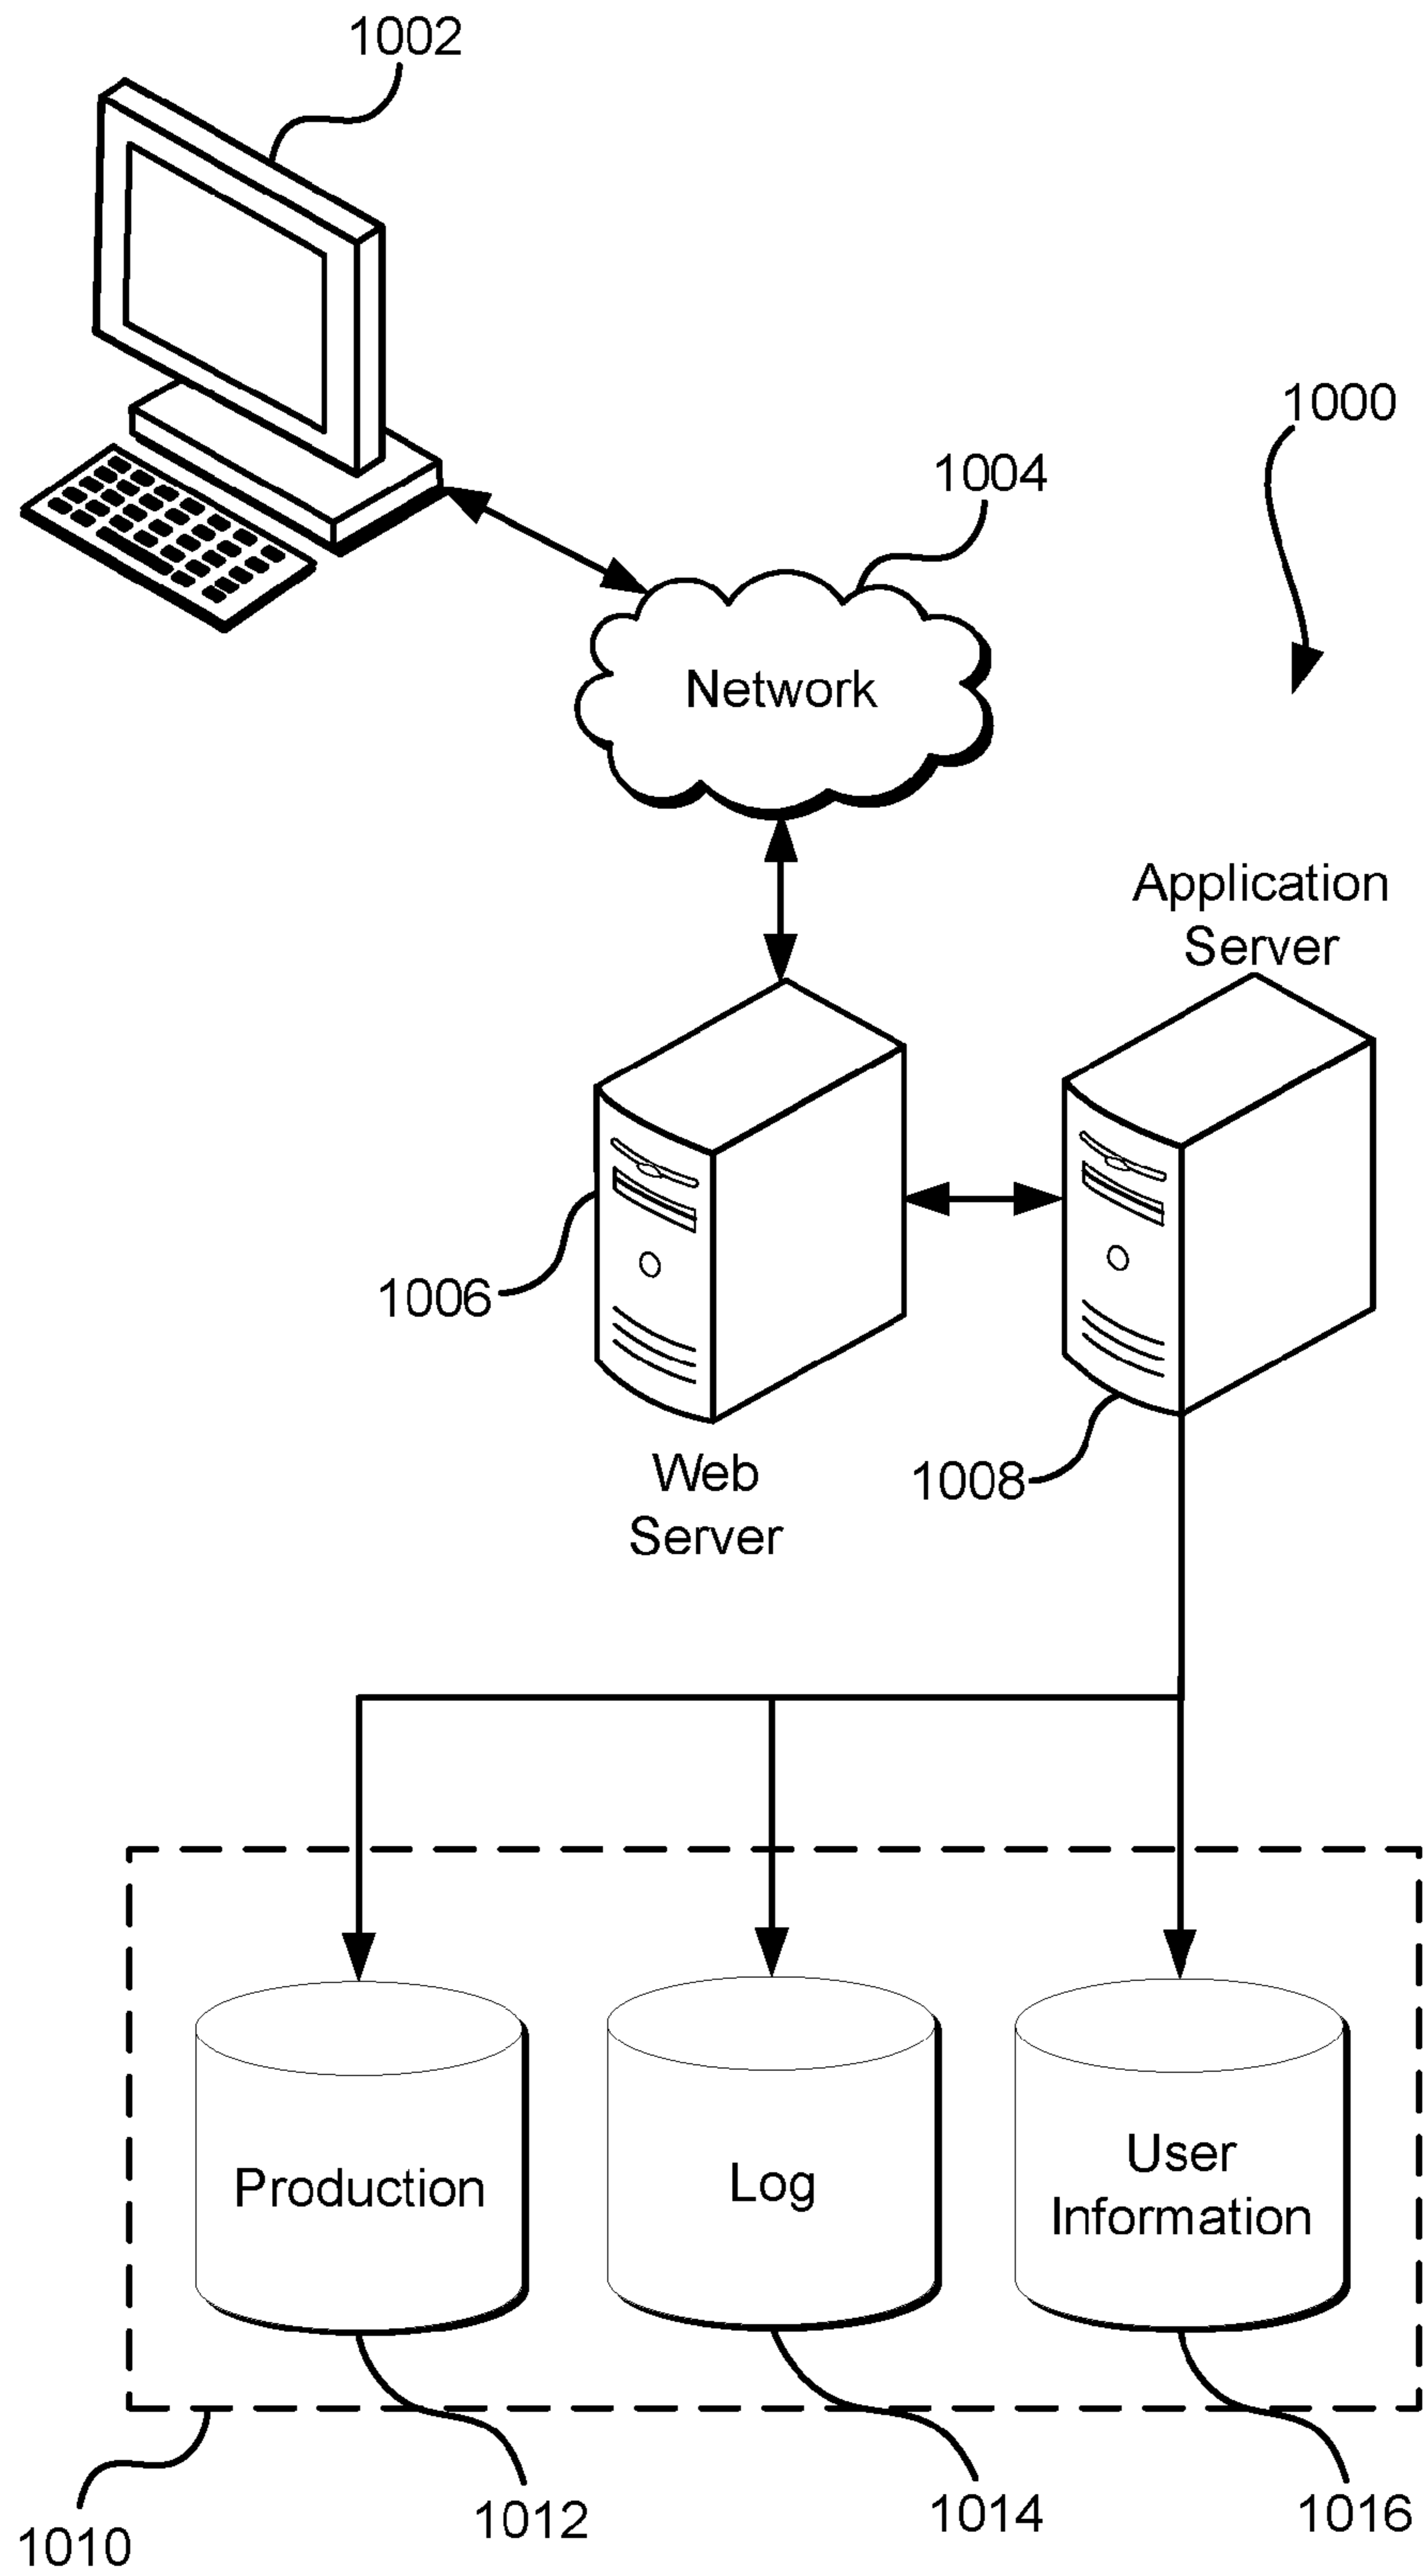 1002
1000
1004
Network
Application
Server
1006
Web
Server
1008
Production
Log
User
Information
1010
1012
1014
1016